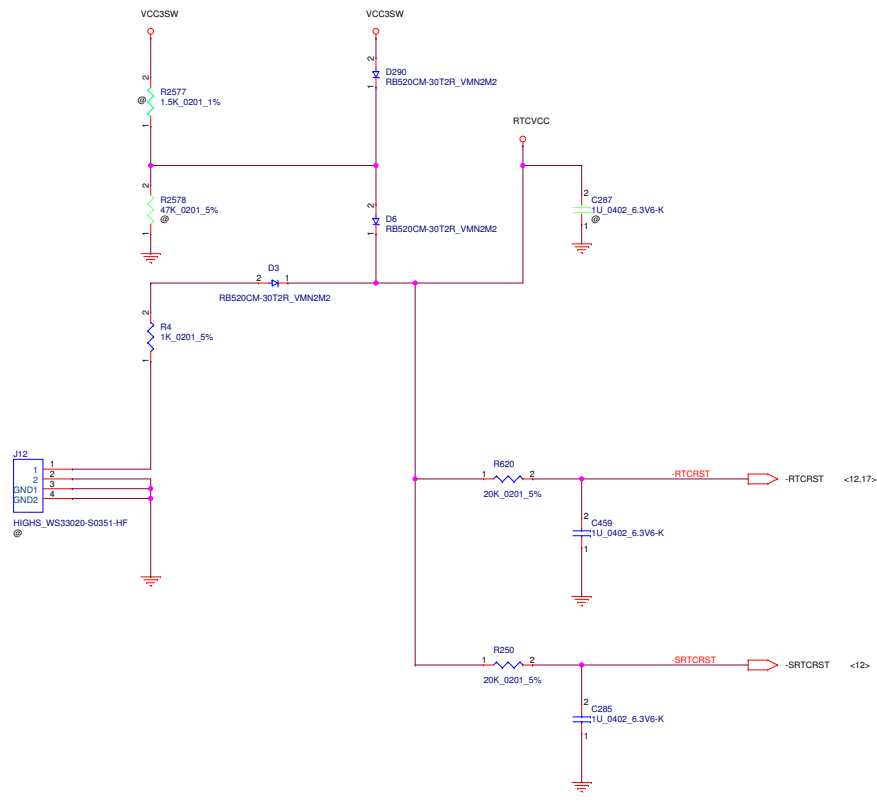 VCC3SW
VCC3SW
2
D290
RB520CM-30T2R_VMN2M2
1
2
R2577
@
1.5K_0201_1%
1
RTCVCC
2
R2578
47K_0201_5%
@
1
2
D6
RB520CM-30T2R_VMN2M2
1
2
C287
1U_0402_6.3V6-K
@
1
D3
2 1
RB520CM-30T2R_VMN2M2
2
R4
1K_0201_5%
1
J12
1 1
2 2
GND1 3
GND2 4
HIGHS_WS33020-S0351-HF
@
R620
1 2
20K_0201_5%
-RTCRST
-RTCRST <12,17>
2
C459
1U_0402_6.3V6-K
1
R250
1 2
20K_0201_5%
-SRTCRST
-SRTCRST <12>
2
C285
1U_0402_6.3V6-K
1